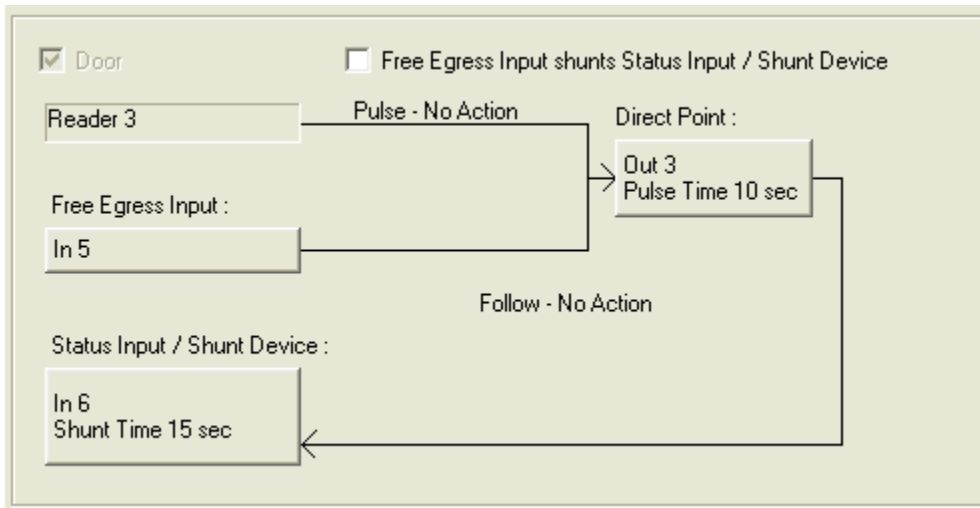 Door
Free Egress Input shunts Status Input / Shunt Device
Reader 3
Pulse - No Action
Direct Point :
Out 3
Pulse Time 10 sec
Free Egress Input :
In 5
Follow - No Action
Status Input / Shunt Device :
In 6
Shunt Time 15 sec